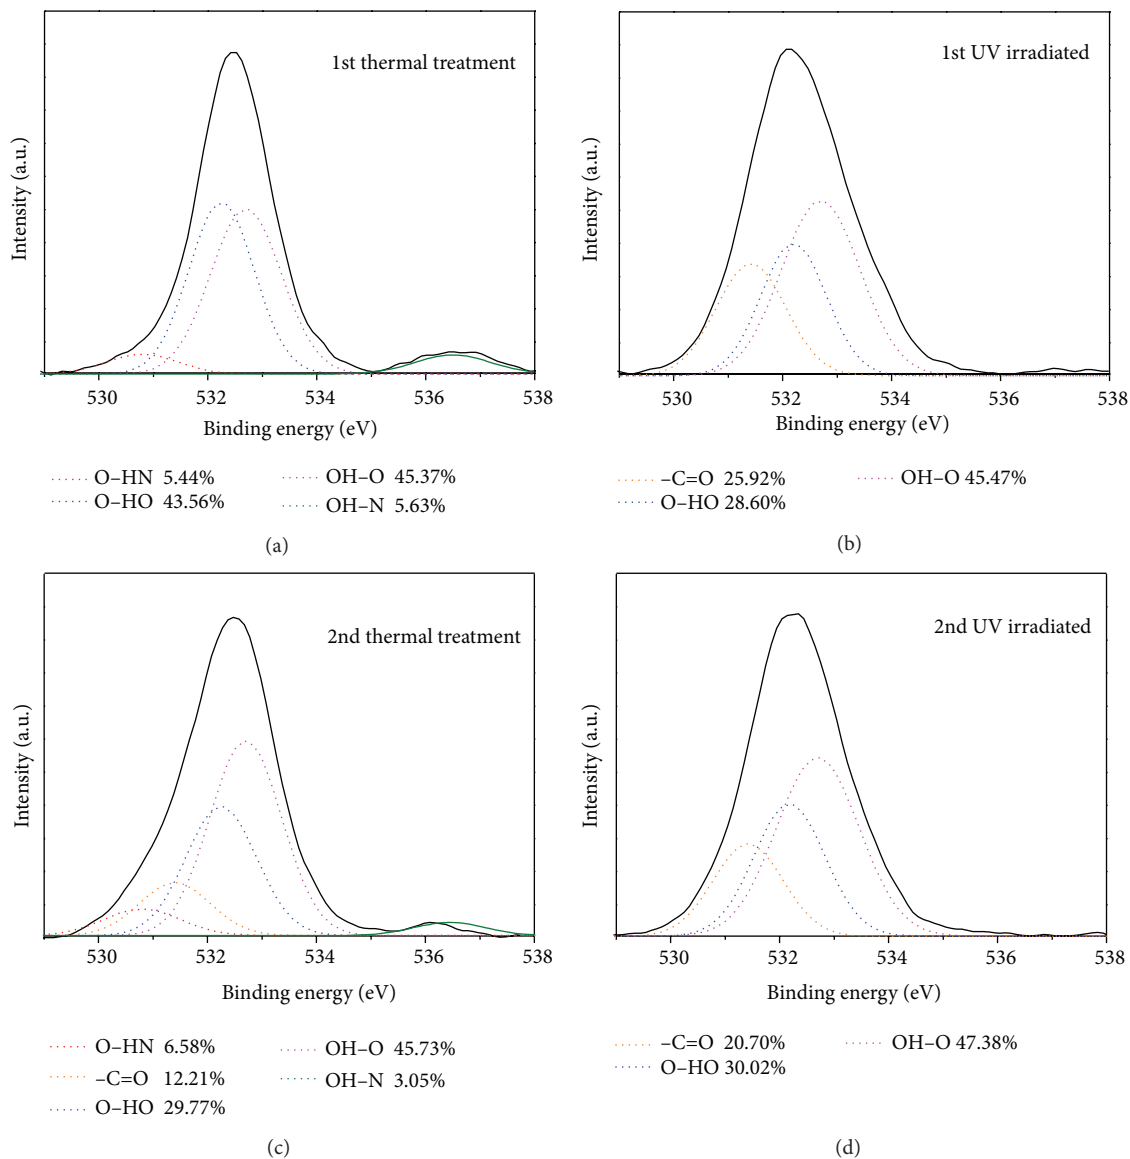 1st thermal treatment
Intensity (a.u.)
530 532 534 536 538
Binding energy (eV)
O–HN 5.44%
O–HO 43.56%
OH–O 45.37%
OH–N 5.63%
(a)
1st UV irradiated
Intensity (a.u.)
530 532 534 536 538
Binding energy (eV)
–C=O 25.92%
O–HO 28.60%
OH–O 45.47%
(b)
2nd thermal treatment
Intensity (a.u.)
530 532 534 536 538
Binding energy (eV)
O–HN 6.58%
–C=O 12.21%
O–HO 29.77%
OH–O 45.73%
OH–N 3.05%
(c)
2nd UV irradiated
Intensity (a.u.)
530 532 534 536 538
Binding energy (eV)
–C=O 20.70%
O–HO 30.02%
OH–O 47.38%
(d)